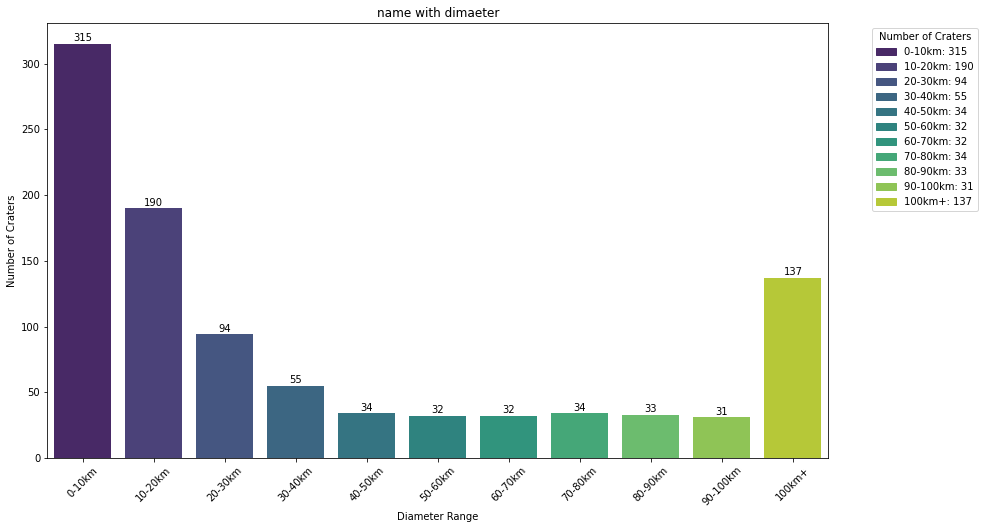 name with dimaeter
Number of Craters
0-10km: 315
10-20km: 190
20-30km: 94
30-40km: 55
40-50km: 34
50-60km: 32
60-70km: 32
70-80km: 34
80-90km: 33
90-100km: 31
100km+: 137
Number of Craters
300
250
200
150
100
50
0
315
190
94
55
34
32
32
34
33
31
137
0-10km
10-20km
20-30km
30-40km
40-50km
50-60km
60-70km
70-80km
80-90km
90-100km
100km+
Diameter Range